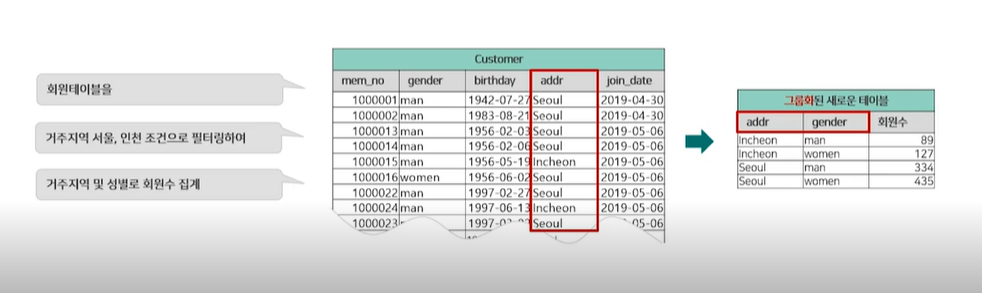 회원테이블을
거주지역 서울, 인천 조건으로 필터링하여
거주지역 및 성별로 회원수 집계
Customer
mem_no gender birthday addr join_date
1000001 man 1942-07-27 Seoul 2019-04-30
1000002 man 1983-08-21 Seoul 2019-04-30
1000013 man 1956-02-03 Seoul 2019-05-06
1000014 man 1956-02-06 Seoul 2019-05-06
1000015 man 1956-05-19 Incheon 2019-05-06
1000016 women 1956-06-02 Seoul 2019-05-06
1000022 man 1997-02-27 Seoul 2019-05-06
1000024 man 1997-06-13 Incheon 2019-05-06
1000023 Seoul
그룹화된 새로운 테이블
addr gender 회원수
Incheon man 89
Incheon women 127
Seoul man 334
Seoul women 435